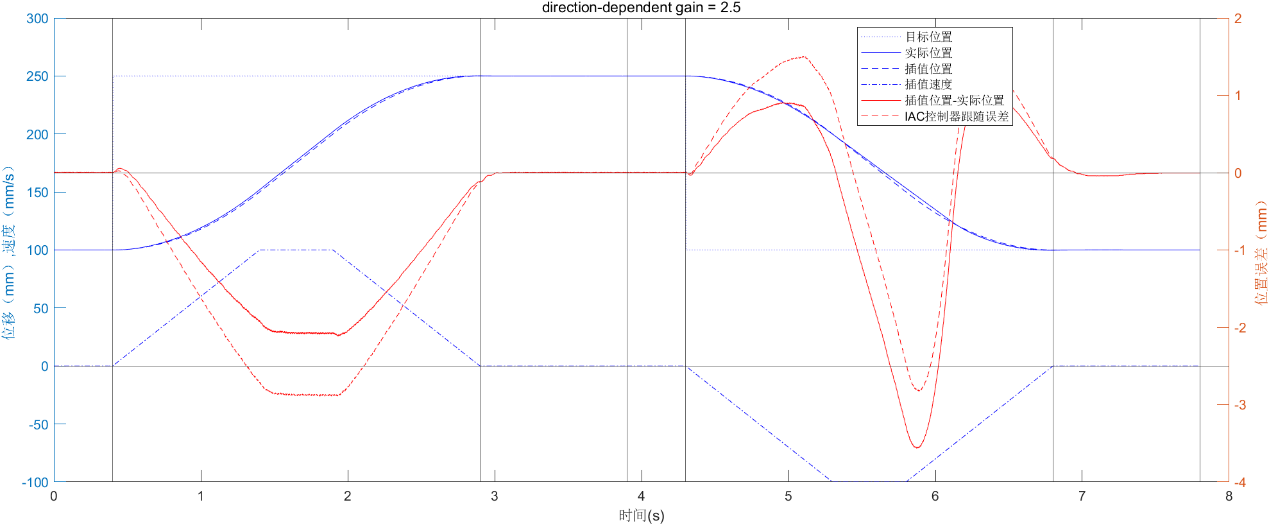 direction-dependent gain = 2.5
300
250
200
150
100
50
0
-50
-100
位移（mm）,速度（mm/s）
2
1
0
-1
-2
-3
-4
位置误差（mm）
目标位置
实际位置
插值位置
插值速度
插值位置-实际位置
IAC控制器跟随误差
0 1 2 3 4 5 6 7 8
时间(s)